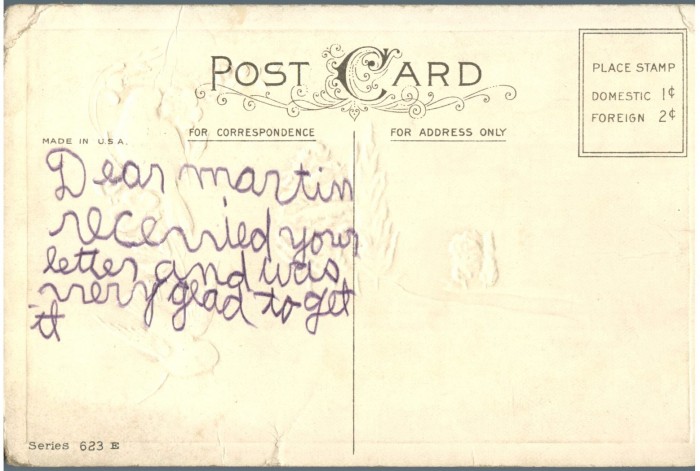 POST CARD
PLACE STAMP
DOMESTIC 1¢
FOREIGN 2¢
MADE IN U.S.A.
FOR CORRESPONDENCE
FOR ADDRESS ONLY
Dear martin
recevied your
letter and was
very glad to get
it
Series 623 E